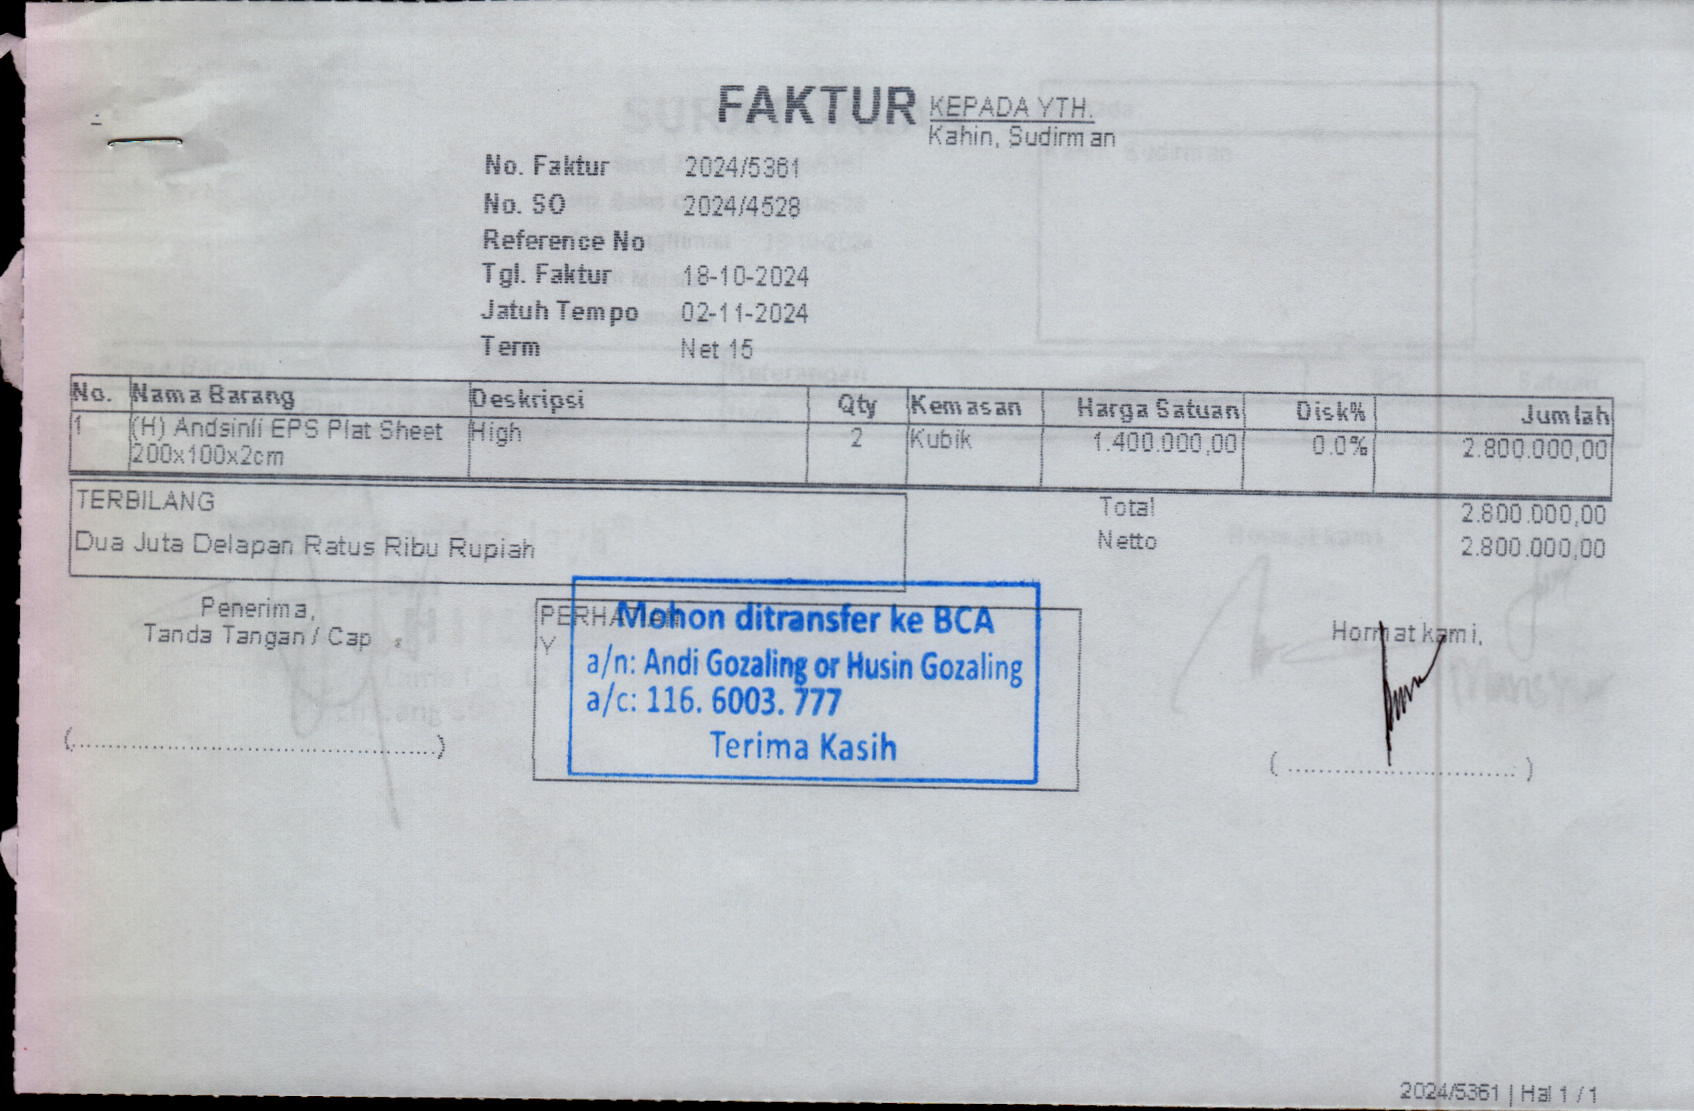 FAKTUR
KEPADA YTH.
Kahin, Sudirman
No. Faktur 2024/5361
No. SO 2024/4528
Reference No
Tgl. Faktur 18-10-2024
Jatuh Tempo 02-11-2024
Term Net 15
No. Nama Barang Deskripsi Qty Kemasan Harga Satuan Disk% Jumlah
1 (H) Andsinli EPS Plat Sheet High 2 Kubik 1.400.000,00 0.0% 2.800.000,00
200x100x2cm
TERBILANG
Dua Juta Delapan Ratus Ribu Rupiah
Total 2.800.000,00
Netto 2.800.000,00
Penerima,
Tanda Tangan / Cap
(............................................)
Y
Mohon ditransfer ke BCA
a/n: Andi Gozaling or Husin Gozaling
a/c: 116. 6003. 777
Terima Kasih
Hormat kami,
(............................)
2024/5361 | Hal 1 / 1